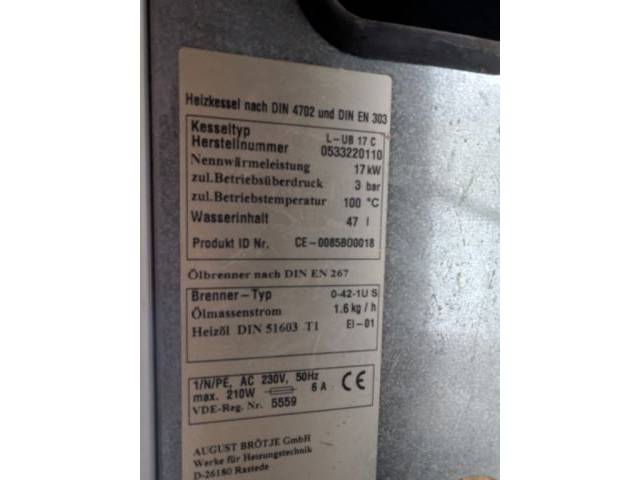 Heizkessel nach DIN 4702 und DIN EN 303
Kesseltyp L-UB 17 C
Herstellnummer 0533220110
Nennwärmeleistung 17 kW
zul. Betriebsüberdruck 3 bar
zul. Betriebstemperatur 100 °C
Wasserinhalt 47 l
Produkt ID Nr. CE-0085BO0018
Ölbrenner nach DIN EN 267
Brenner-Typ 0-42-1U S
Ölmassenstrom 1.6 kg / h
Heizöl DIN 51603 T1 El-01
1/N/PE, AC 230V, 50Hz
max. 210W 6 A CE
VDE-Reg. Nr. 5559
AUGUST BRÖTJE GmbH
Werke für Heizungstechnik
D-26180 Rastede